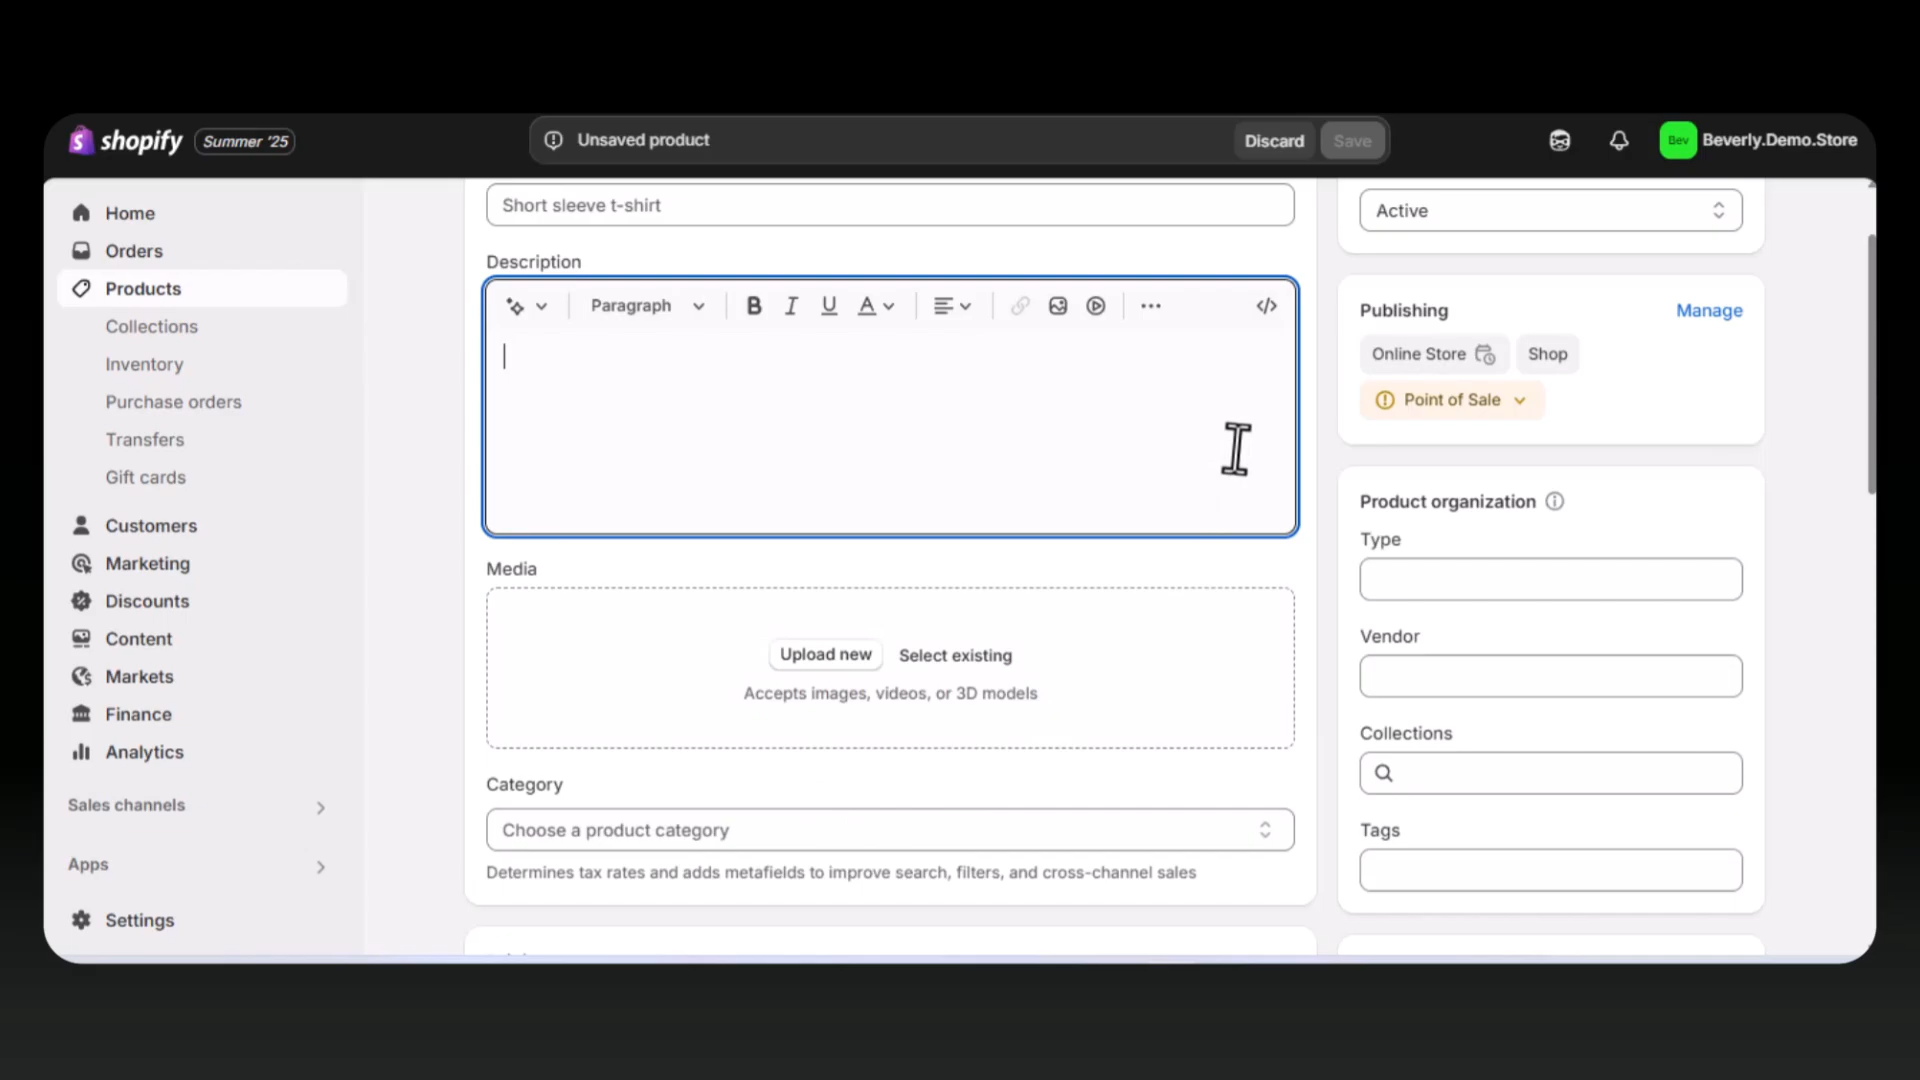 shopify Summer '25
Unsaved product
Discard Save
Bev Beverly.Demo.Store
Home
Orders
Products
Collections
Inventory
Purchase orders
Transfers
Gift cards
Customers
Marketing
Discounts
Content
Markets
Finance
Analytics
Sales channels
Apps
Settings
Short sleeve t-shirt
Description
Paragraph B I U A
Media
Upload new Select existing
Accepts images, videos, or 3D models
Category
Choose a product category
Determines tax rates and adds metafields to improve search, filters, and cross-channel sales
Active
Publishing Manage
Online Store Shop
Point of Sale
Product organization
Type
Vendor
Collections
Tags